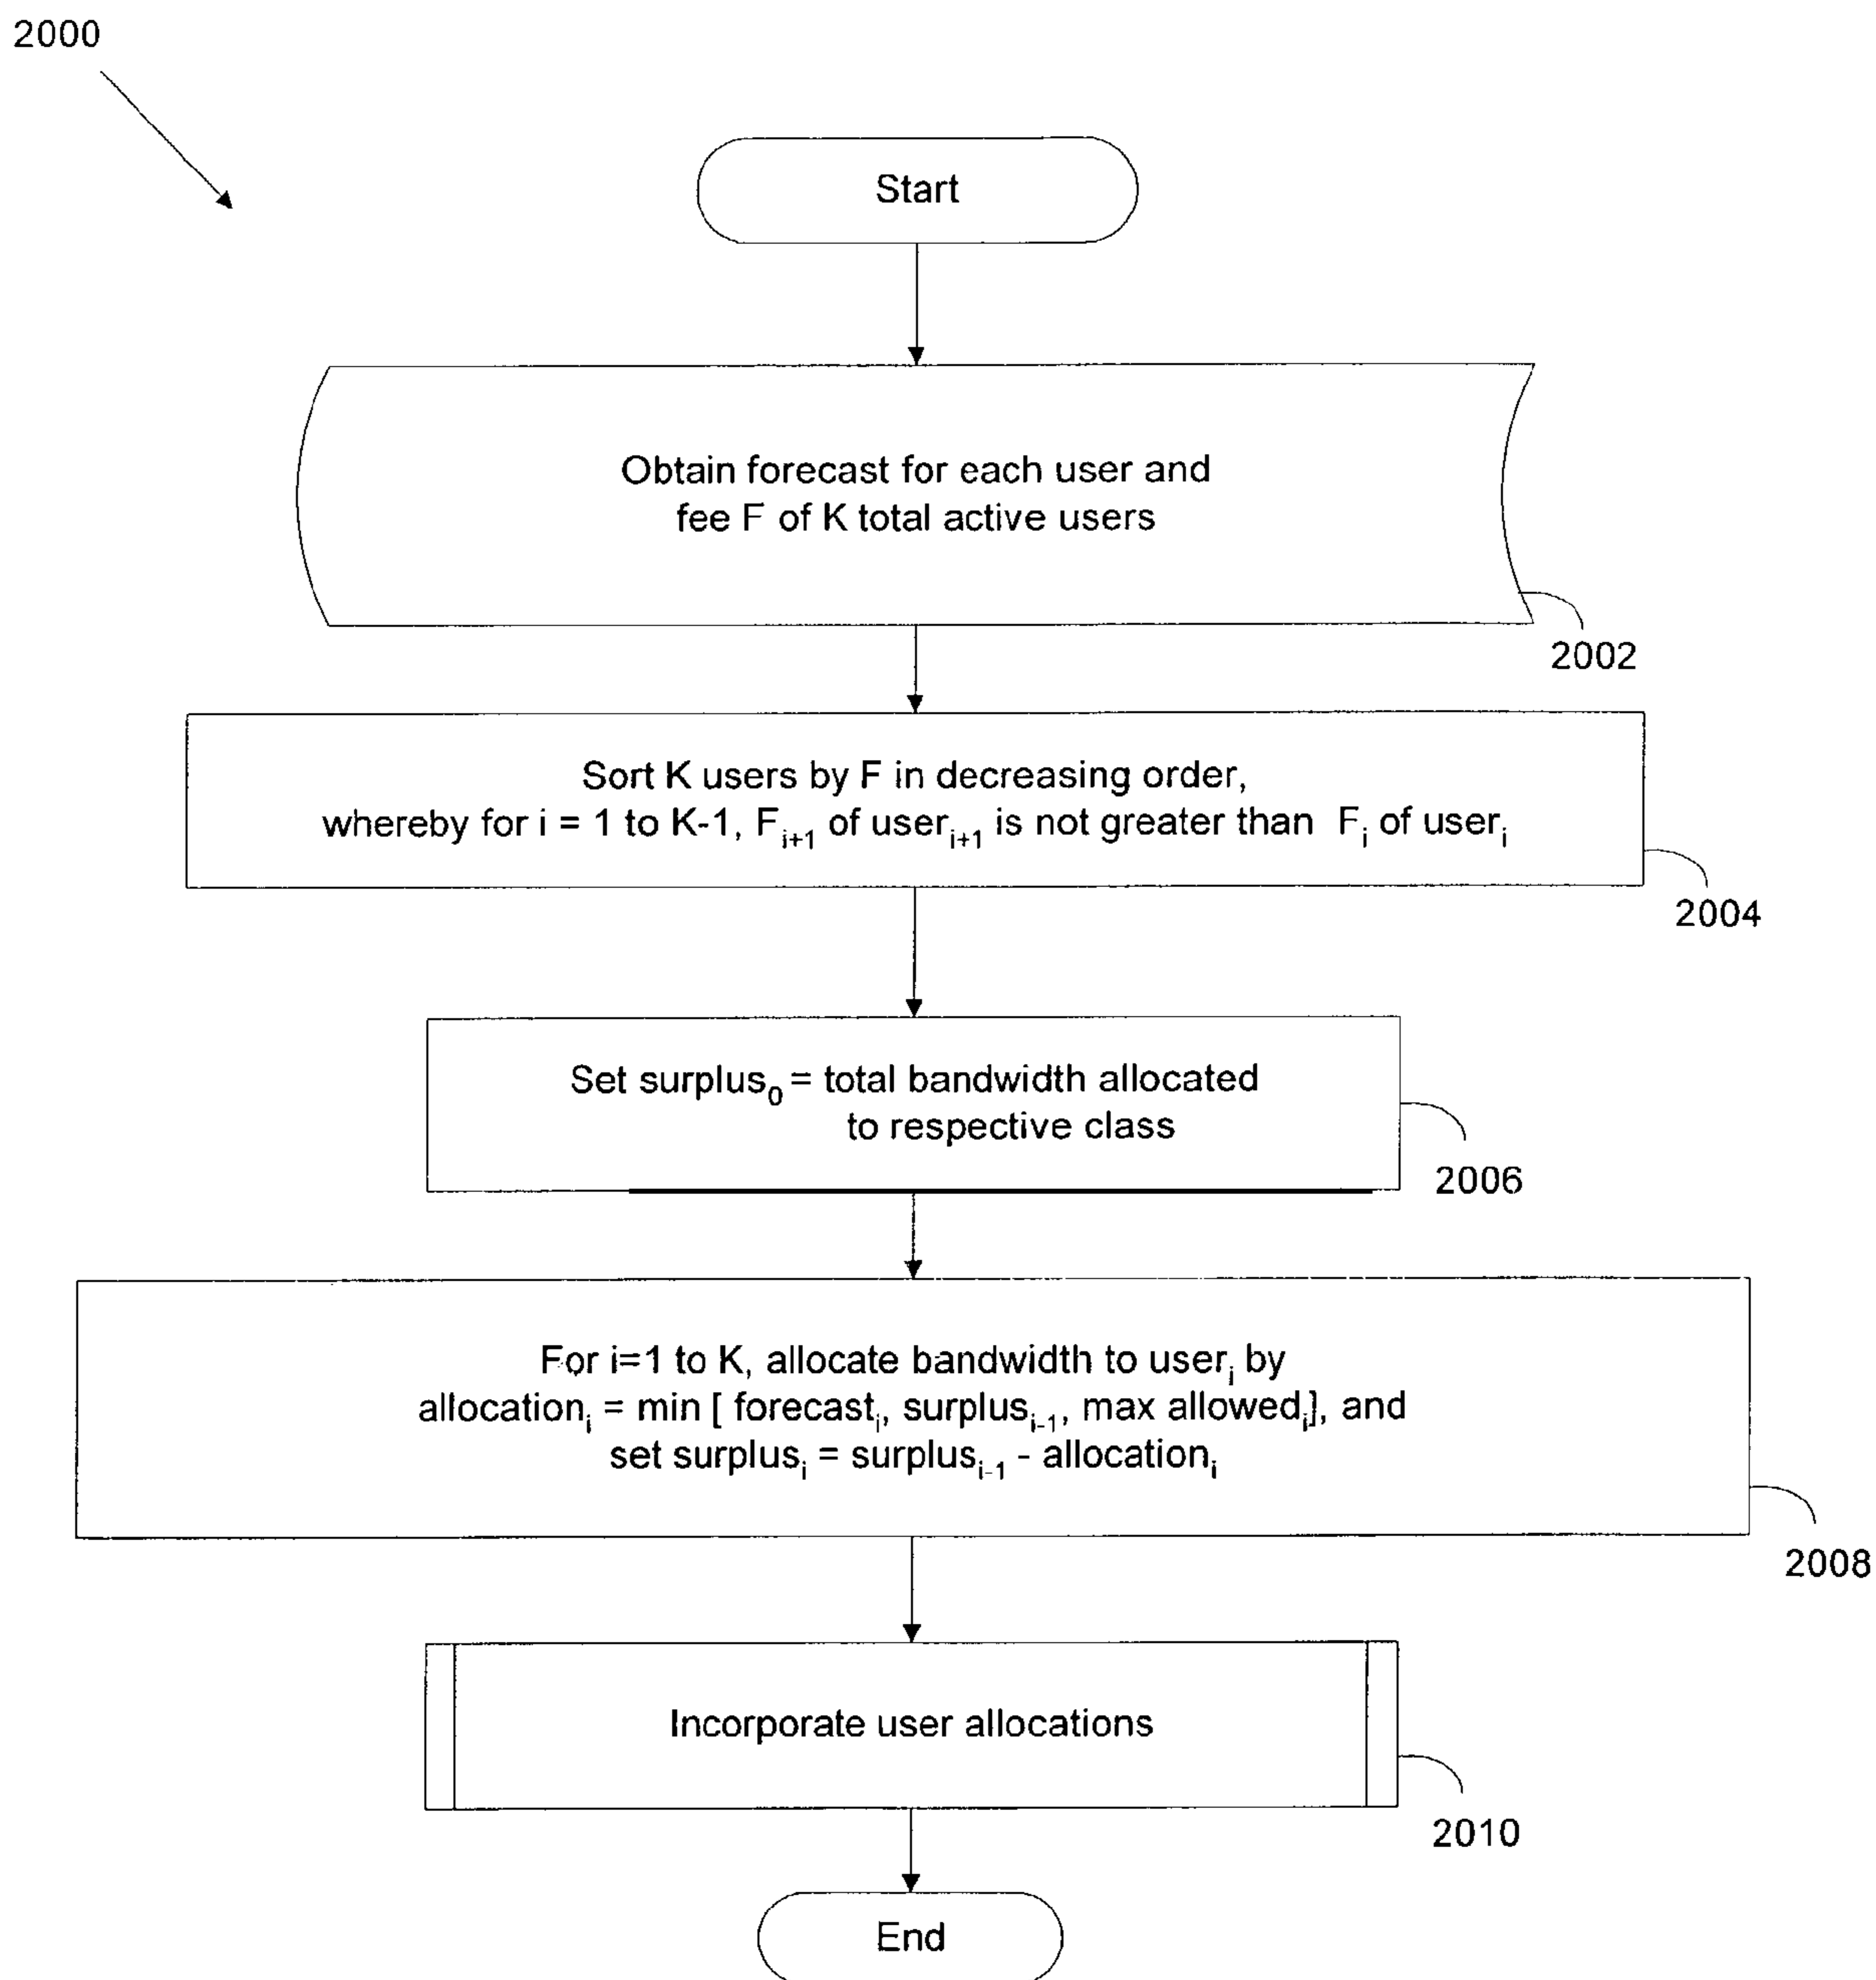 2000
Start
Obtain forecast for each user and
fee F of K total active users
2002
Sort K users by F in decreasing order,
whereby for i = 1 to K-1, Fi+1 of useri+1 is not greater than Fi of useri
2004
Set surplus0 = total bandwidth allocated
to respective class
2006
For i=1 to K, allocate bandwidth to useri by
allocationi = min [ forecasti, surplusi-1, max allowedi], and
set surplusi = surplusi-1 - allocationi
2008
Incorporate user allocations
2010
End